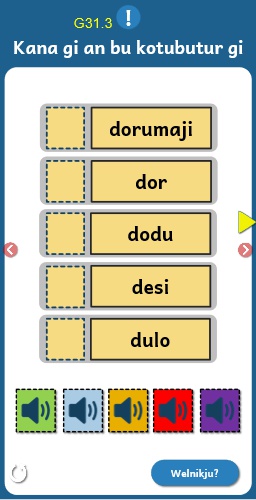 G31.3
!
Kana gi an bu kotubutur gi
dorumaji
dor
dodu
desi
dulo
Welnikju?